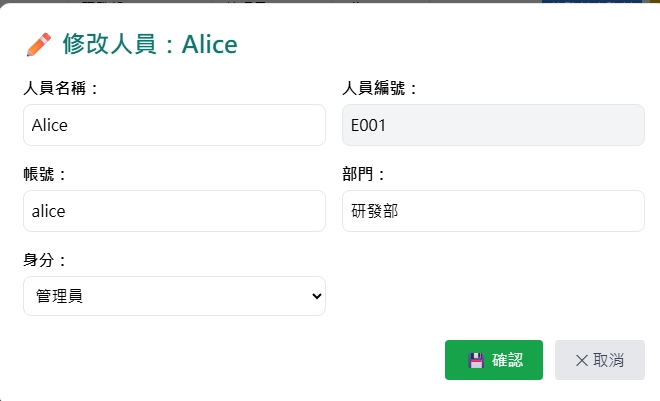 修改人員：Alice
人員名稱：
人員編號：
Alice
E001
帳號：
部門：
alice
研發部
身分：
管理員
確認
取消